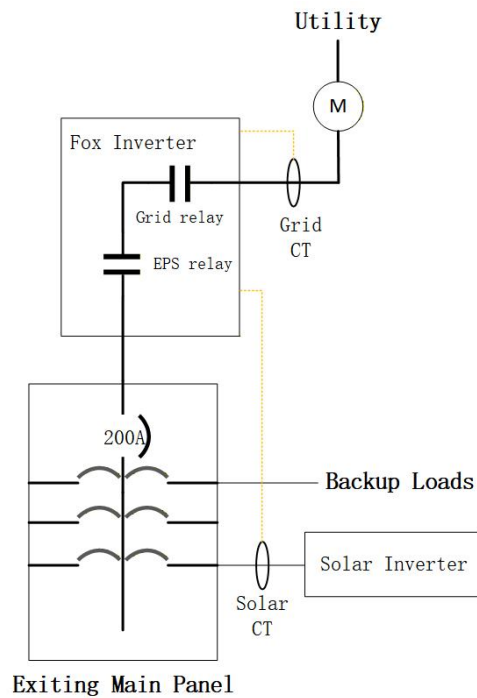 Utility
M
Fox Inverter
Grid relay
Grid
CT
EPS relay
200A
Backup Loads
Solar Inverter
Solar
CT
Exiting Main Panel